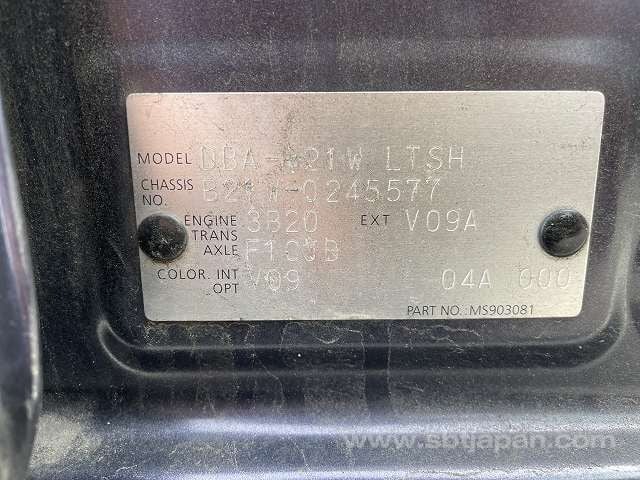 MODEL DBA-B21W LTSH
CHASSIS NO. B21W-0245577
ENGINE 3B20 EXT V09A
TRANS AXLE F1C0B
COLOR. INT V09 04A 000
OPT
PART NO.: MS903081
www.sbtjapan.com